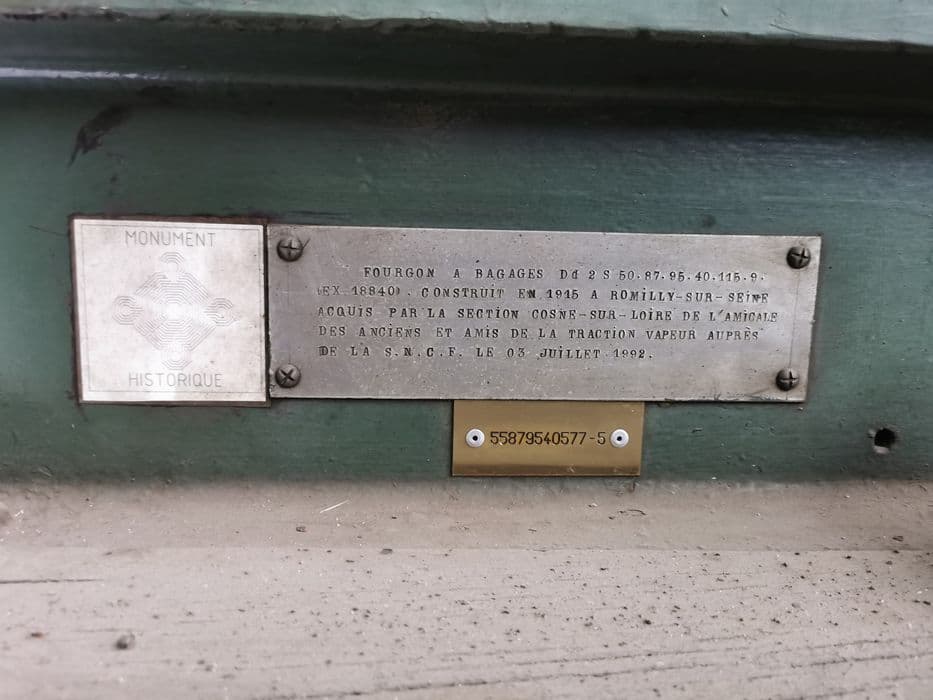 MONUMENT
HISTORIQUE
FOURGON A BAGAGES Dd 2 S 50.87.95.40.115.9.
(EX 18840). CONSTRUIT EN 1915 A ROMILLY-SUR-SEINE
ACQUIS PAR LA SECTION COSNE-SUR-LOIRE DE L'AMICALE
DES ANCIENS ET AMIS DE LA TRACTION VAPEUR AUPRÈS
DE LA S.N.C.F. LE 03 JUILLET 1992.
55879540577-5